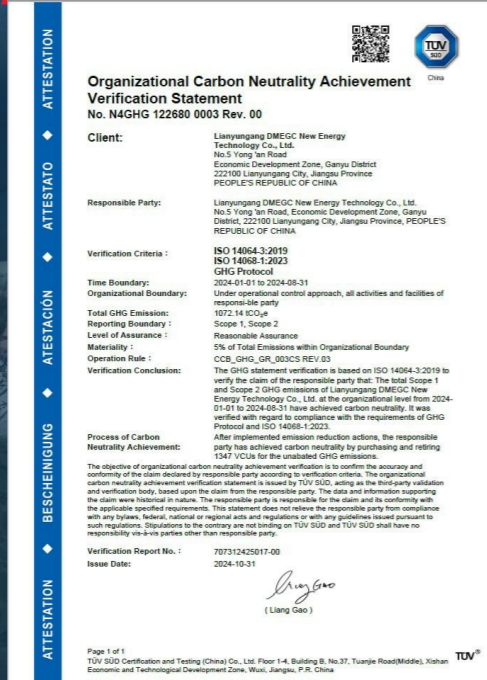 TÜV
SÜD
China
Organizational Carbon Neutrality Achievement
Verification Statement
No. N4GHG 122680 0003 Rev. 00
Client:
Lianyungang DMEGC New Energy
Technology Co., Ltd.
No.5 Yong 'an Road
Economic Development Zone, Ganyu District
222100 Lianyungang City, Jiangsu Province
PEOPLE'S REPUBLIC OF CHINA
Responsible Party:
Lianyungang DMEGC New Energy Technology Co., Ltd.
No.5 Yong'an Road, Economic Development Zone, Ganyu
District, 222100 Lianyungang City, Jiangsu Province, PEOPLE'S
REPUBLIC OF CHINA
Verification Criteria :
ISO 14064-3:2019
ISO 14068-1:2023
GHG Protocol
Time Boundary:
2024-01-01 to 2024-08-31
Organizational Boundary:
Under operational control approach, all activities and facilities of
responsi-ble party
Total GHG Emission:
1072.14 tCO₂e
Reporting Boundary :
Scope 1, Scope 2
Level of Assurance :
Reasonable Assurance
Materiality :
5% of Total Emissions within Organizational Boundary
Operation Rule :
CCB_GHG_GR_003CS REV.03
Verification Conclusion:
The GHG statement verification is based on ISO 14064-3:2019 to
verify the claim of the responsible party that: The total Scope 1
and Scope 2 GHG emissions of Lianyungang DMEGC New
Energy Technology Co., Ltd. at the organizational level from 2024-
01-01 to 2024-08-31 have achieved carbon neutrality. It was
verified with regard to compliance with the requirements of GHG
Protocol and ISO 14068-1:2023.
Process of Carbon
Neutrality Achievement:
After implemented emission reduction actions, the responsible
party has achieved carbon neutrality by purchasing and retiring
1347 VCUs for the unabated GHG emissions.
The objective of organizational carbon neutrality achievement verification is to confirm the accuracy and
conformity of the claim declared by responsible party according to verification criteria. The organizational
carbon neutrality achievement verification statement is issued by TÜV SÜD, acting as the third-party validation
and verification body, based upon the claim from the responsible party. The data and information supporting
the claim were historical in nature. The responsible party is responsible for the claim and its conformity with
the applicable specified requirements. This statement does not relieve the responsible party from compliance
with any bylaws, federal, national or regional acts and regulations or with any guidelines issued pursuant to
such regulations. Stipulations to the contrary are not binding on TÜV SÜD and TÜV SÜD shall have no
responsibility vis-à-vis parties other than responsible party.
Verification Report No. :
707312425017-00
Issue Date:
2024-10-31
Liang Gao
( Liang Gao )
Page 1 of 1
TÜV SÜD Certification and Testing (China) Co., Ltd. Floor 1-4, Building B, No.37, Tuanjie Road(Middle), Xishan
Economic and Technological Development Zone, Wuxi, Jiangsu, P.R. China
TÜV®
ATTESTATION ◆ BESCHEINIGUNG ◆ ATESTACIÓN ◆ ATTESTATO ◆ ATTESTATION